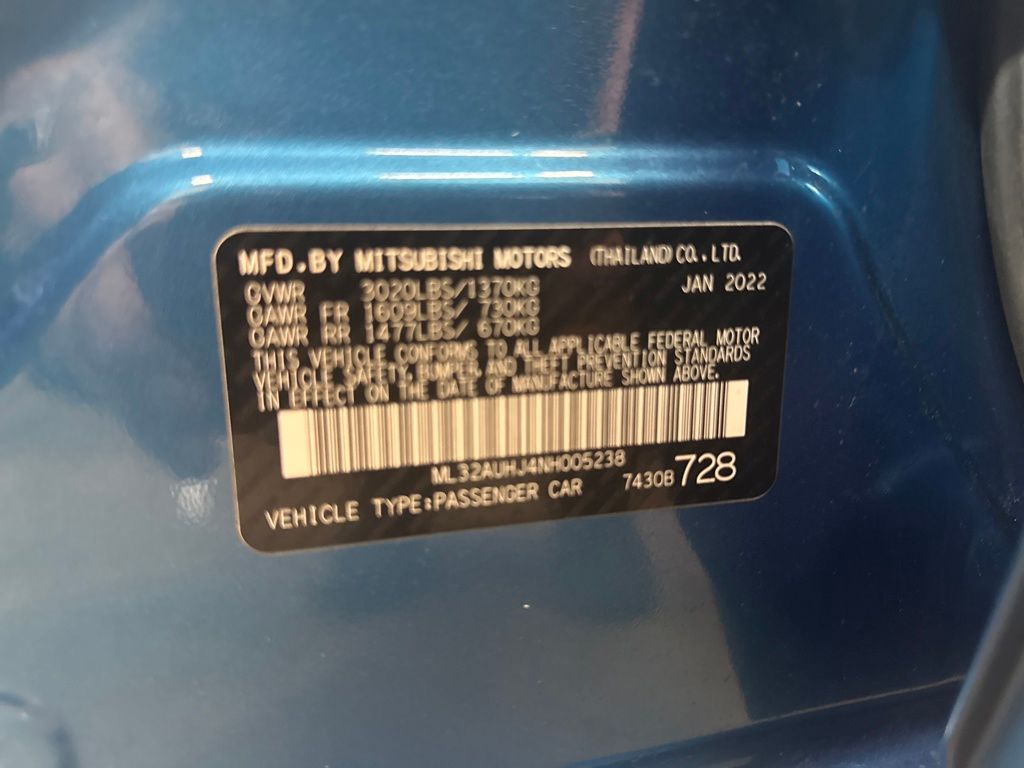 MFD.BY MITSUBISHI MOTORS (THAILAND) CO.,LTD.
GVWR 3020LBS/1370KG JAN 2022
GAWR FR 1609LBS/ 730KG
GAWR RR 1477LBS/ 670KG
THIS VEHICLE CONFORMS TO ALL APPLICABLE FEDERAL MOTOR
VEHICLE SAFETY BUMPER,AND THEFT PREVENTION STANDARDS
IN EFFECT ON THE DATE OF MANUFACTURE SHOWN ABOVE.
ML32AUHJ4NH005238
VEHICLE TYPE:PASSENGER CAR 7430B 728